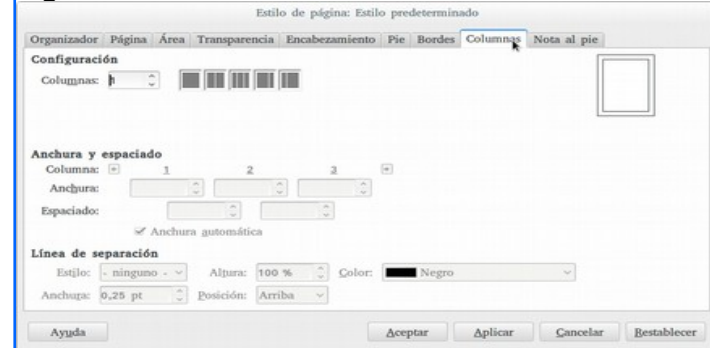 Estilo de página: Estilo predeterminado
Organizador Página Área Transparencia Encabezamiento Pie Bordes Columnas Nota al pie
Configuración
Columnas: 1
Anchura y espaciado
Columna: 1 2 3
Anchura:
Espaciado:
Anchura automática
Línea de separación
Estilo: - ninguno - Altura: 100 % Color: Negro
Anchura: 0,25 pt Posición: Arriba
Ayuda Aceptar Aplicar Cancelar Restablecer